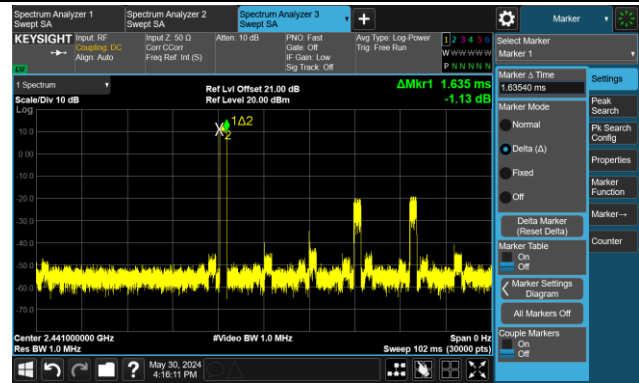 Spectrum Analyzer 1
Swept SA
Spectrum Analyzer 2
Swept SA
Spectrum Analyzer 3
Swept SA
Marker
KEYSIGHT
Input: RF
Coupling: DC
Align: Auto
Input Z: 50 Ω
Corr CCorr
Freq Ref: Int (S)
Atten: 10 dB
PNO: Fast
Gate: Off
IF Gain: Low
Sig Track: Off
Avg Type: Log-Power
Trig: Free Run
1 2 3 4 5 6
W W W W W W
P N N N N N
Select Marker
Marker 1
1 Spectrum
Scale/Div 10 dB
Ref Lvl Offset 21.00 dB
Ref Level 20.00 dBm
ΔMkr1 1.635 ms
-1.13 dB
Log
10.0
0.00
-10.0
-20.0
-30.0
-40.0
-50.0
-60.0
-70.0
1Δ2
X
2
Center 2.441000000 GHz
Res BW 1.0 MHz
#Video BW 1.0 MHz
Span 0 Hz
Sweep 102 ms (30000 pts)
Marker Δ Time
1.63540 ms
Marker Mode
Normal
Delta (Δ)
Fixed
Off
Delta Marker
(Reset Delta)
Marker Table
On
Off
Marker Settings
Diagram
All Markers Off
Couple Markers
On
Off
Settings
Peak
Search
Pk Search
Config
Properties
Marker
Function
Marker→
Counter
May 30, 2024
4:16:11 PM